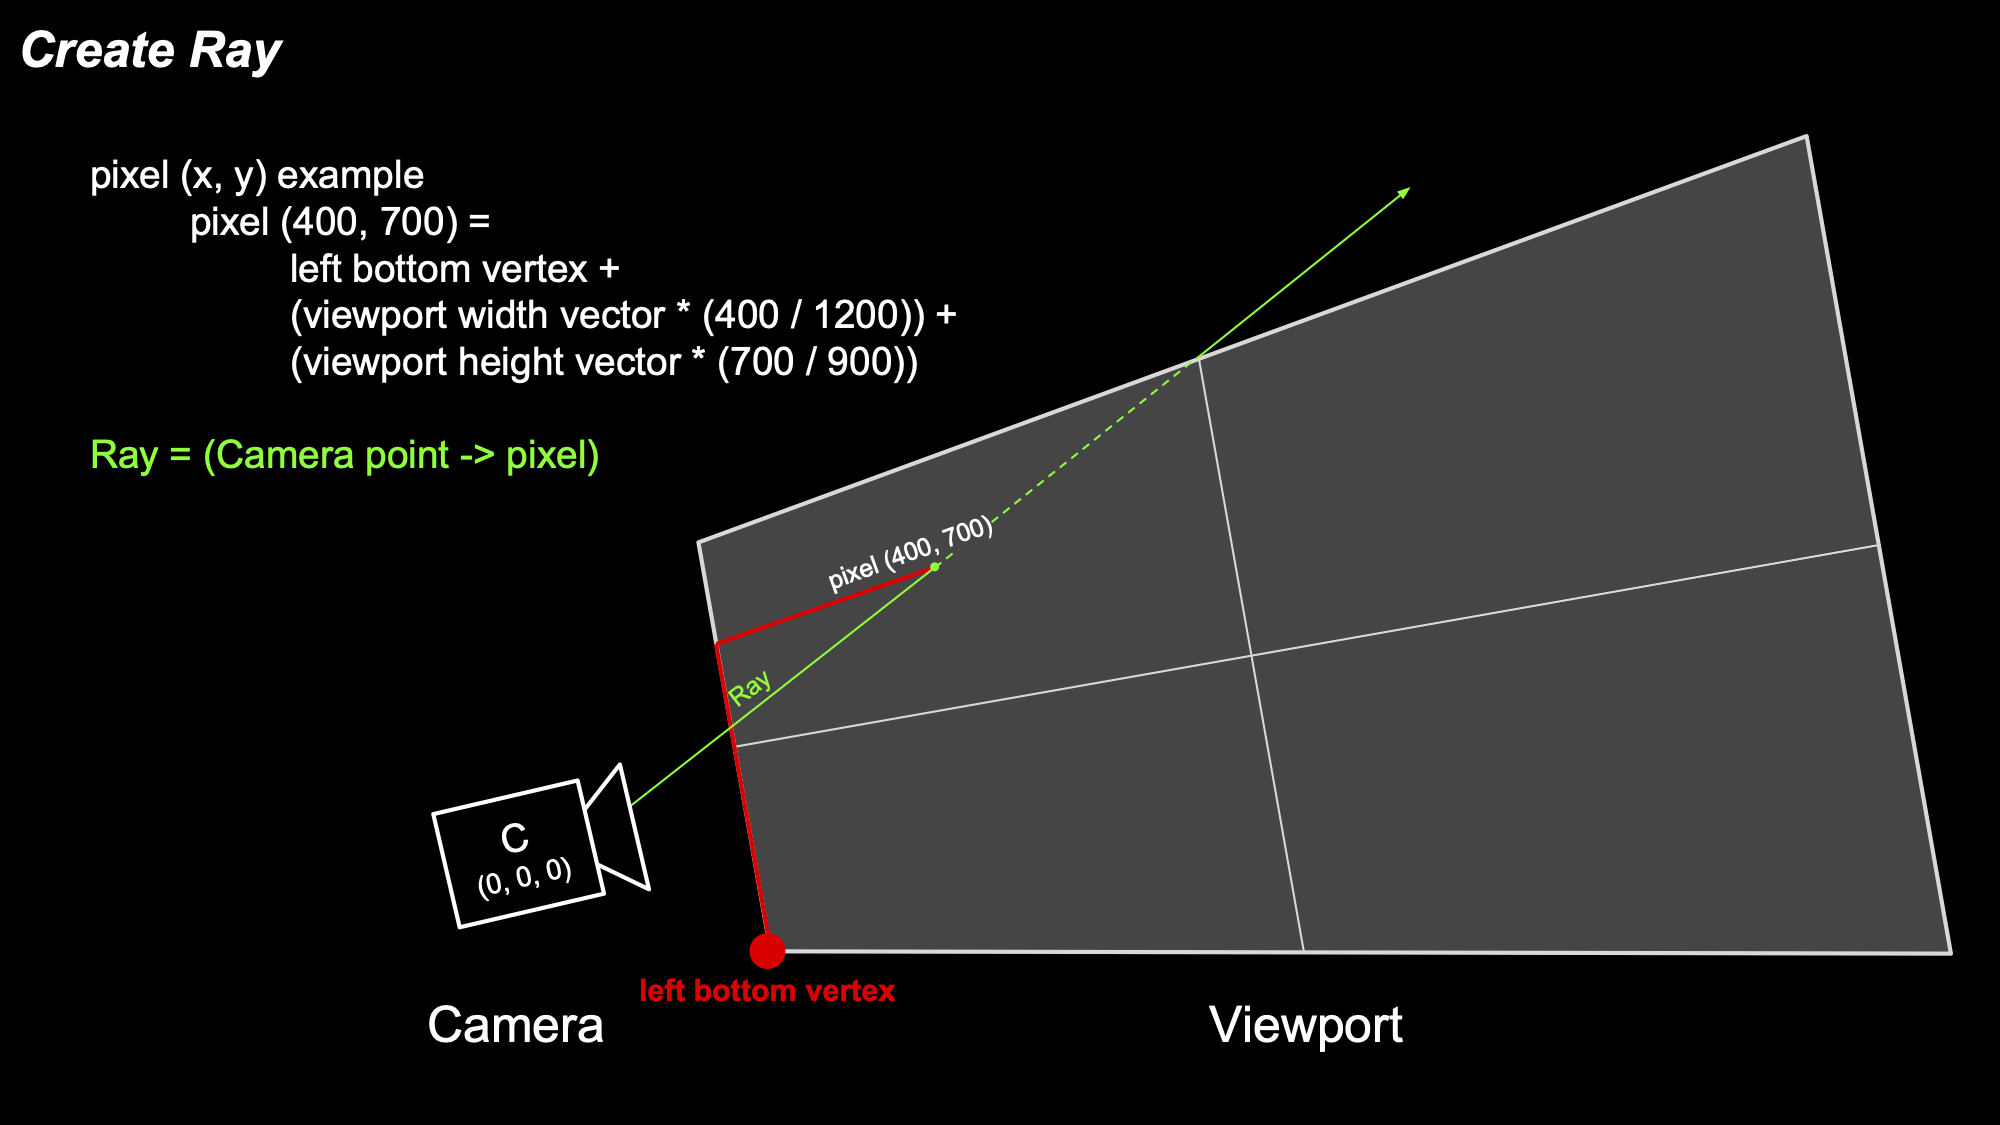 Create Ray
pixel (x, y) example
pixel (400, 700) =
left bottom vertex +
(viewport width vector * (400 / 1200)) +
(viewport height vector * (700 / 900))
Ray = (Camera point -> pixel)
pixel (400, 700)
Ray
C
(0, 0, 0)
left bottom vertex
Camera
Viewport